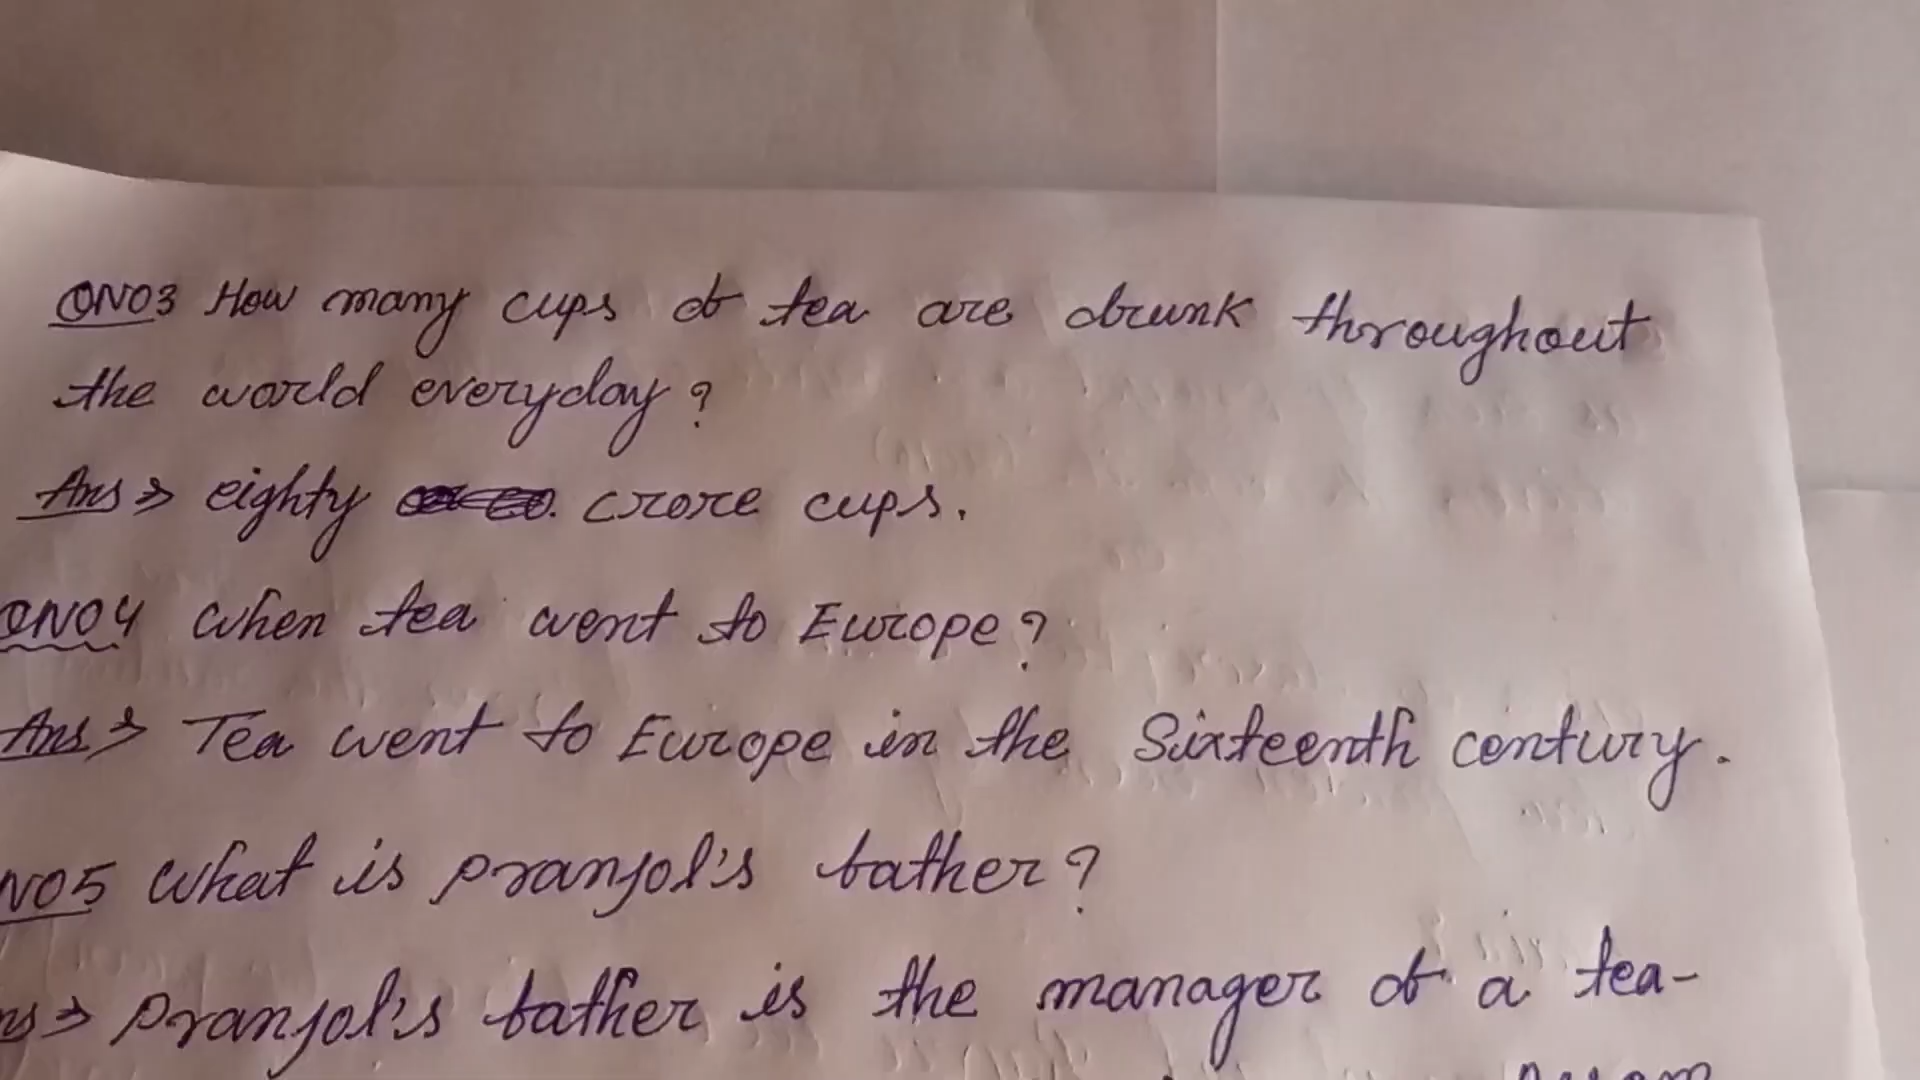 QNO3 How many cups of tea are drunk throughout
the world everyday?
Ans⇒ eighty crore cups.
QNO4 When tea went to Europe?
Ans⇒ Tea went to Europe in the Sixteenth century.
NO5 What is pranjol's father?
ns⇒ Pranjol's father is the manager of a tea-